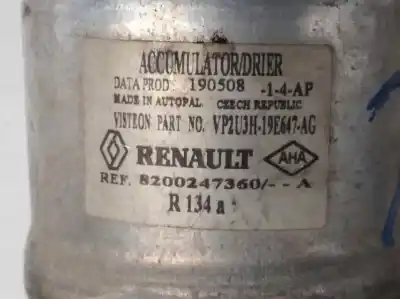 ACCUMULATOR/DRIER
DATA PROD 190508 -1-4-AP
MADE IN AUTOPAL CZECH REPUBLIC
VISTEON PART NO. VP2U3H-19E647-AG
RENAULT AHA
REF. 8200247360/--A
R 134 a